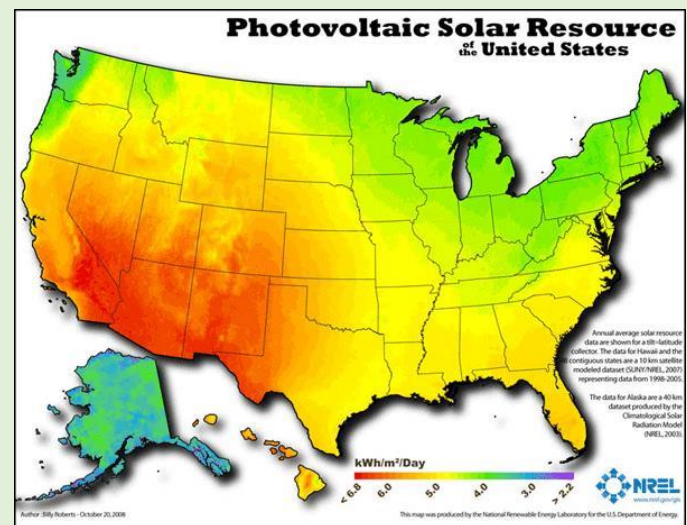 Photovoltaic Solar Resource
of the United States
Annual average solar resource
data are shown for a tilt=latitude
collector. The data for Hawaii and the
contiguous states are a 10 km satellite
modeled dataset (SUNY/NREL, 2007)
representing data from 1998-2005.
The data for Alaska are a 40 km
dataset produced by the
Climatological Solar
Radiation Model
(NREL, 2003).
kWh/m²/Day
< 6.8
6.0
5.0
4.0
3.0
> 2.2
NREL
www.nrel.gov/gis
Author : Billy Roberts - October 20, 2008
This map was produced by the National Renewable Energy Laboratory for the U.S. Department of Energy.